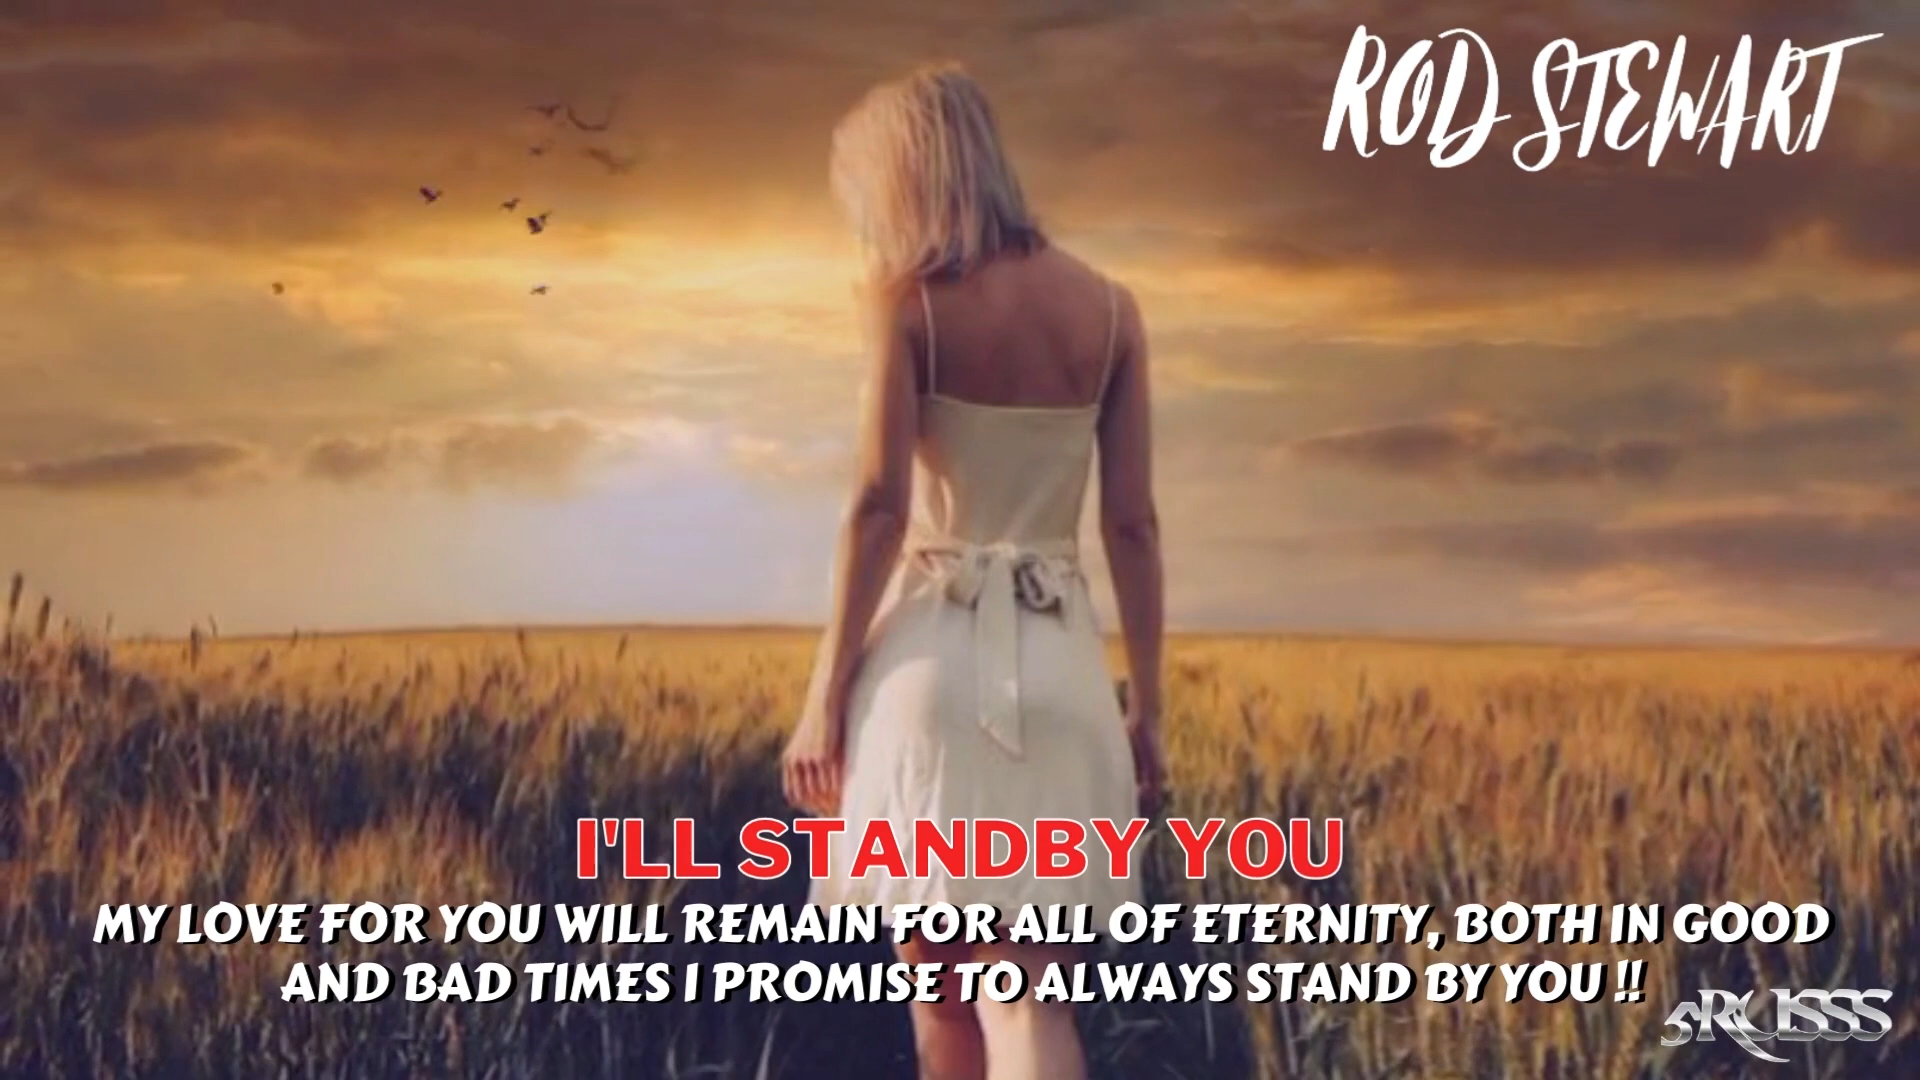 ROD STEWART
I'LL STANDBY YOU
MY LOVE FOR YOU WILL REMAIN FOR ALL OF ETERNITY, BOTH IN GOOD
AND BAD TIMES I PROMISE TO ALWAYS STAND BY YOU !!